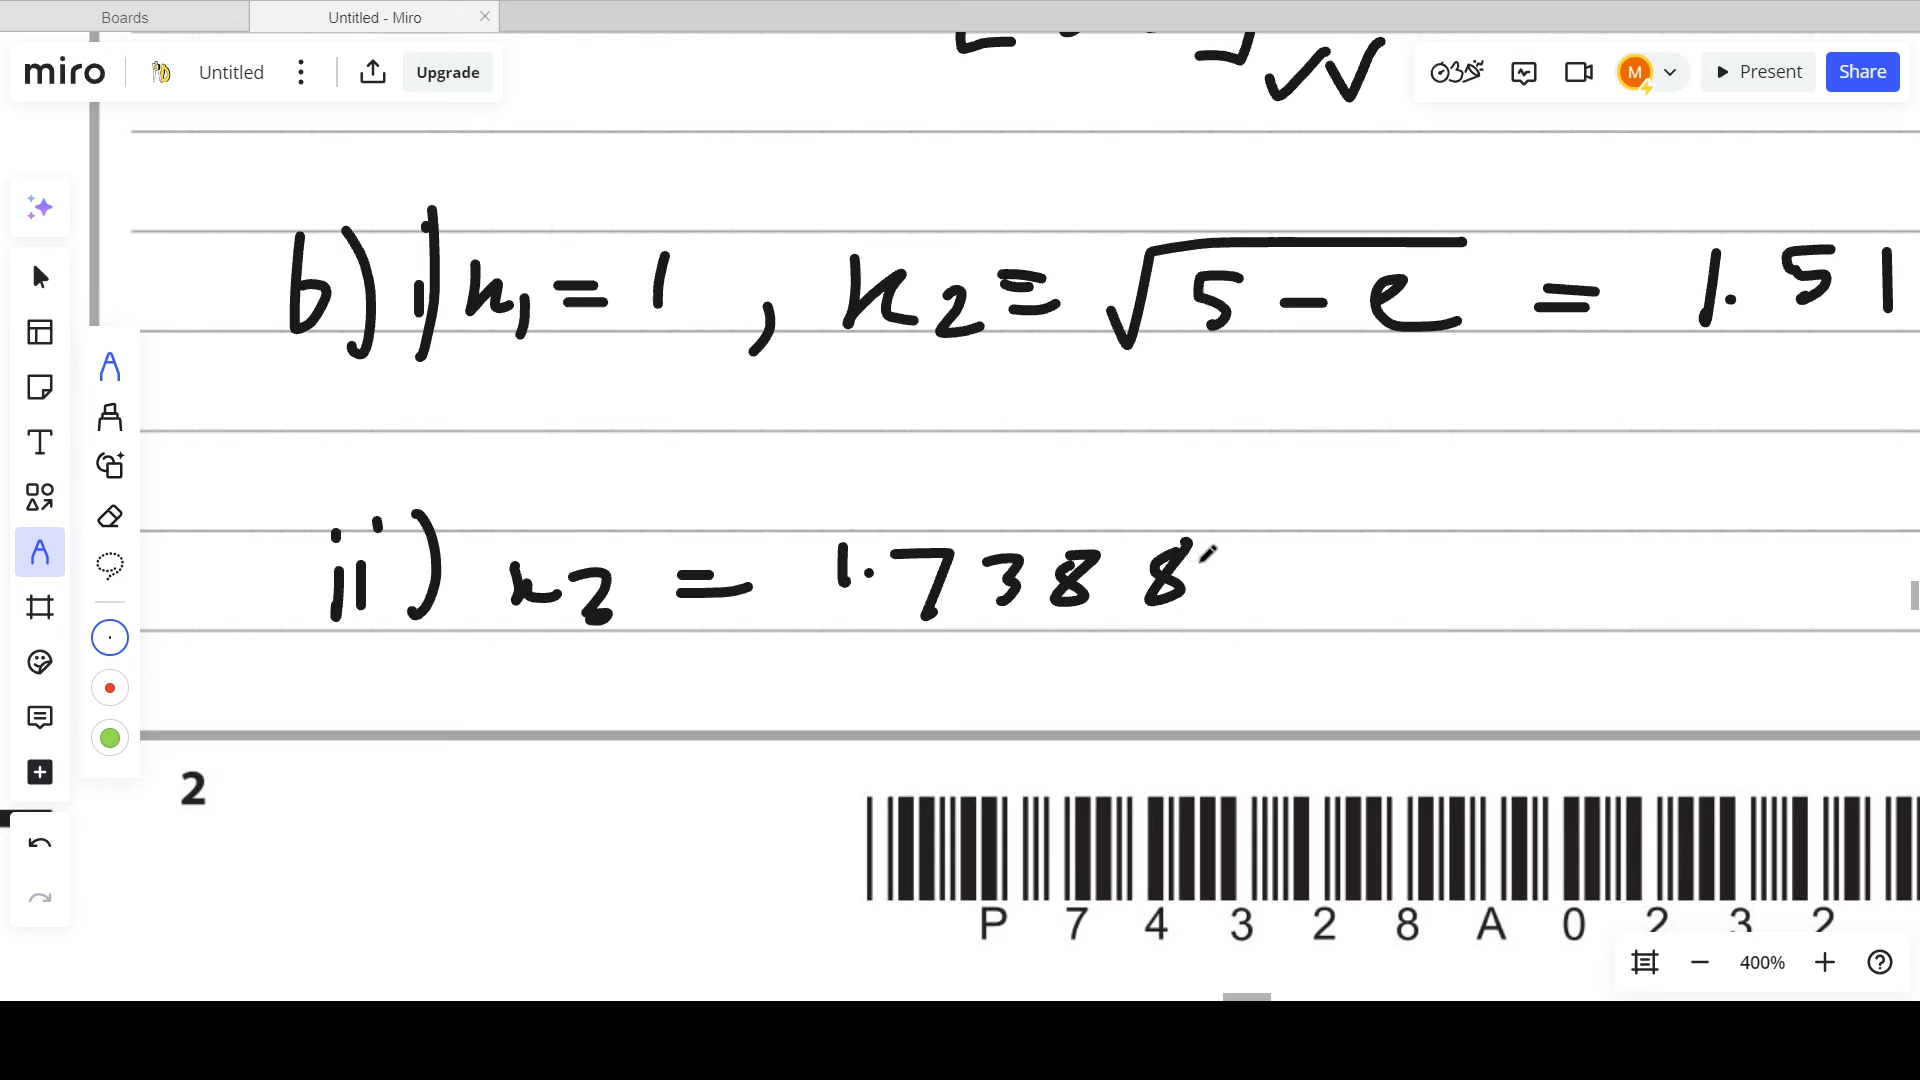 Boards
Untitled - Miro
miro
Untitled
Upgrade
M
Present
Share
b) i) x₁ = 1 , x₂ = √5 - e = 1.51
ii) x₂ = 1.7388
2
P 7 4 3 2 8 A 0 2 3 2
400%